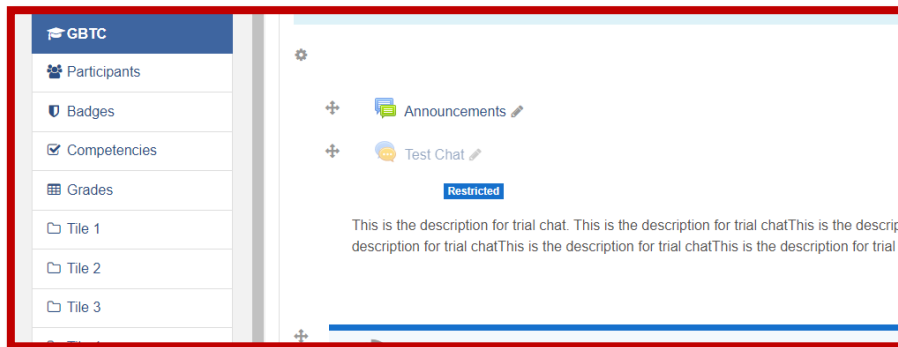 GBTC
Participants
Badges
Competencies
Grades
Tile 1
Tile 2
Tile 3
Announcements
Test Chat
Restricted
This is the description for trial chat. This is the description for trial chatThis is the descrip
description for trial chatThis is the description for trial chatThis is the description for trial